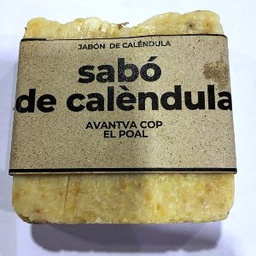 JABÓN DE CALÉNDULA
sabó
de calèndula
AVANTVA COP
EL POAL